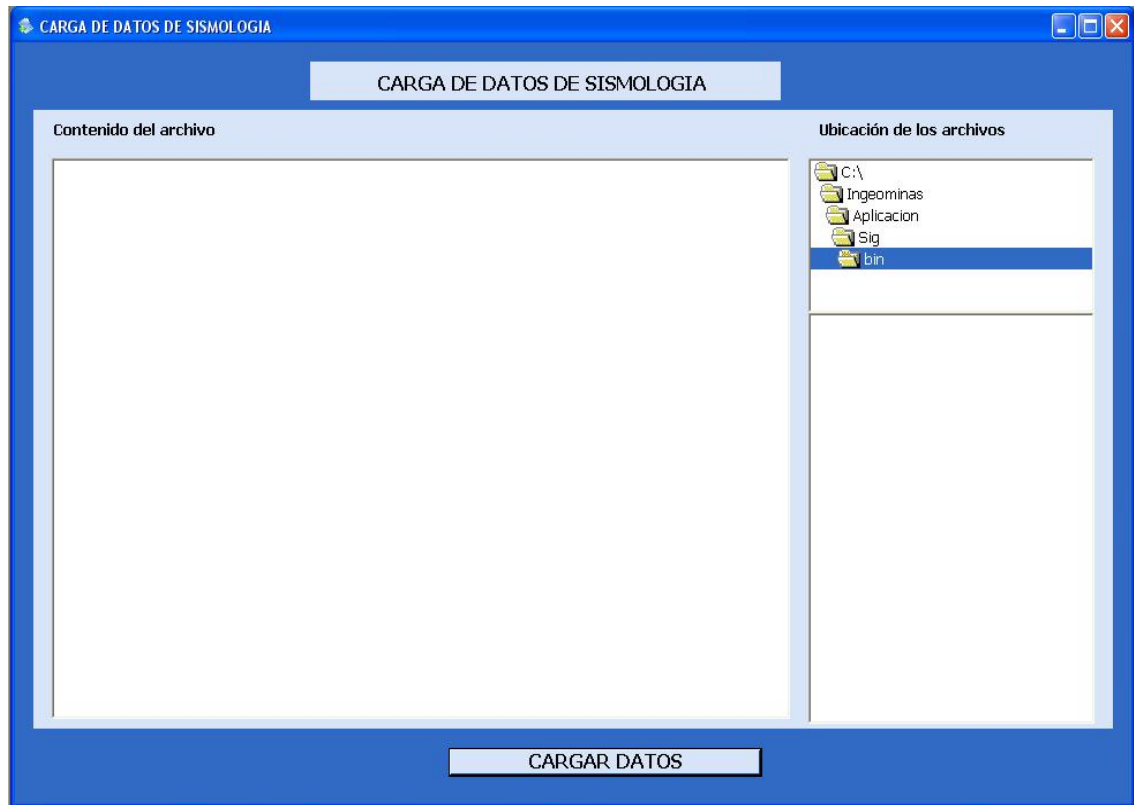 CARGA DE DATOS DE SISMOLOGIA
CARGA DE DATOS DE SISMOLOGIA
Contenido del archivo
Ubicación de los archivos
C:\
Ingeominas
Aplicacion
Sig
bin
CARGAR DATOS